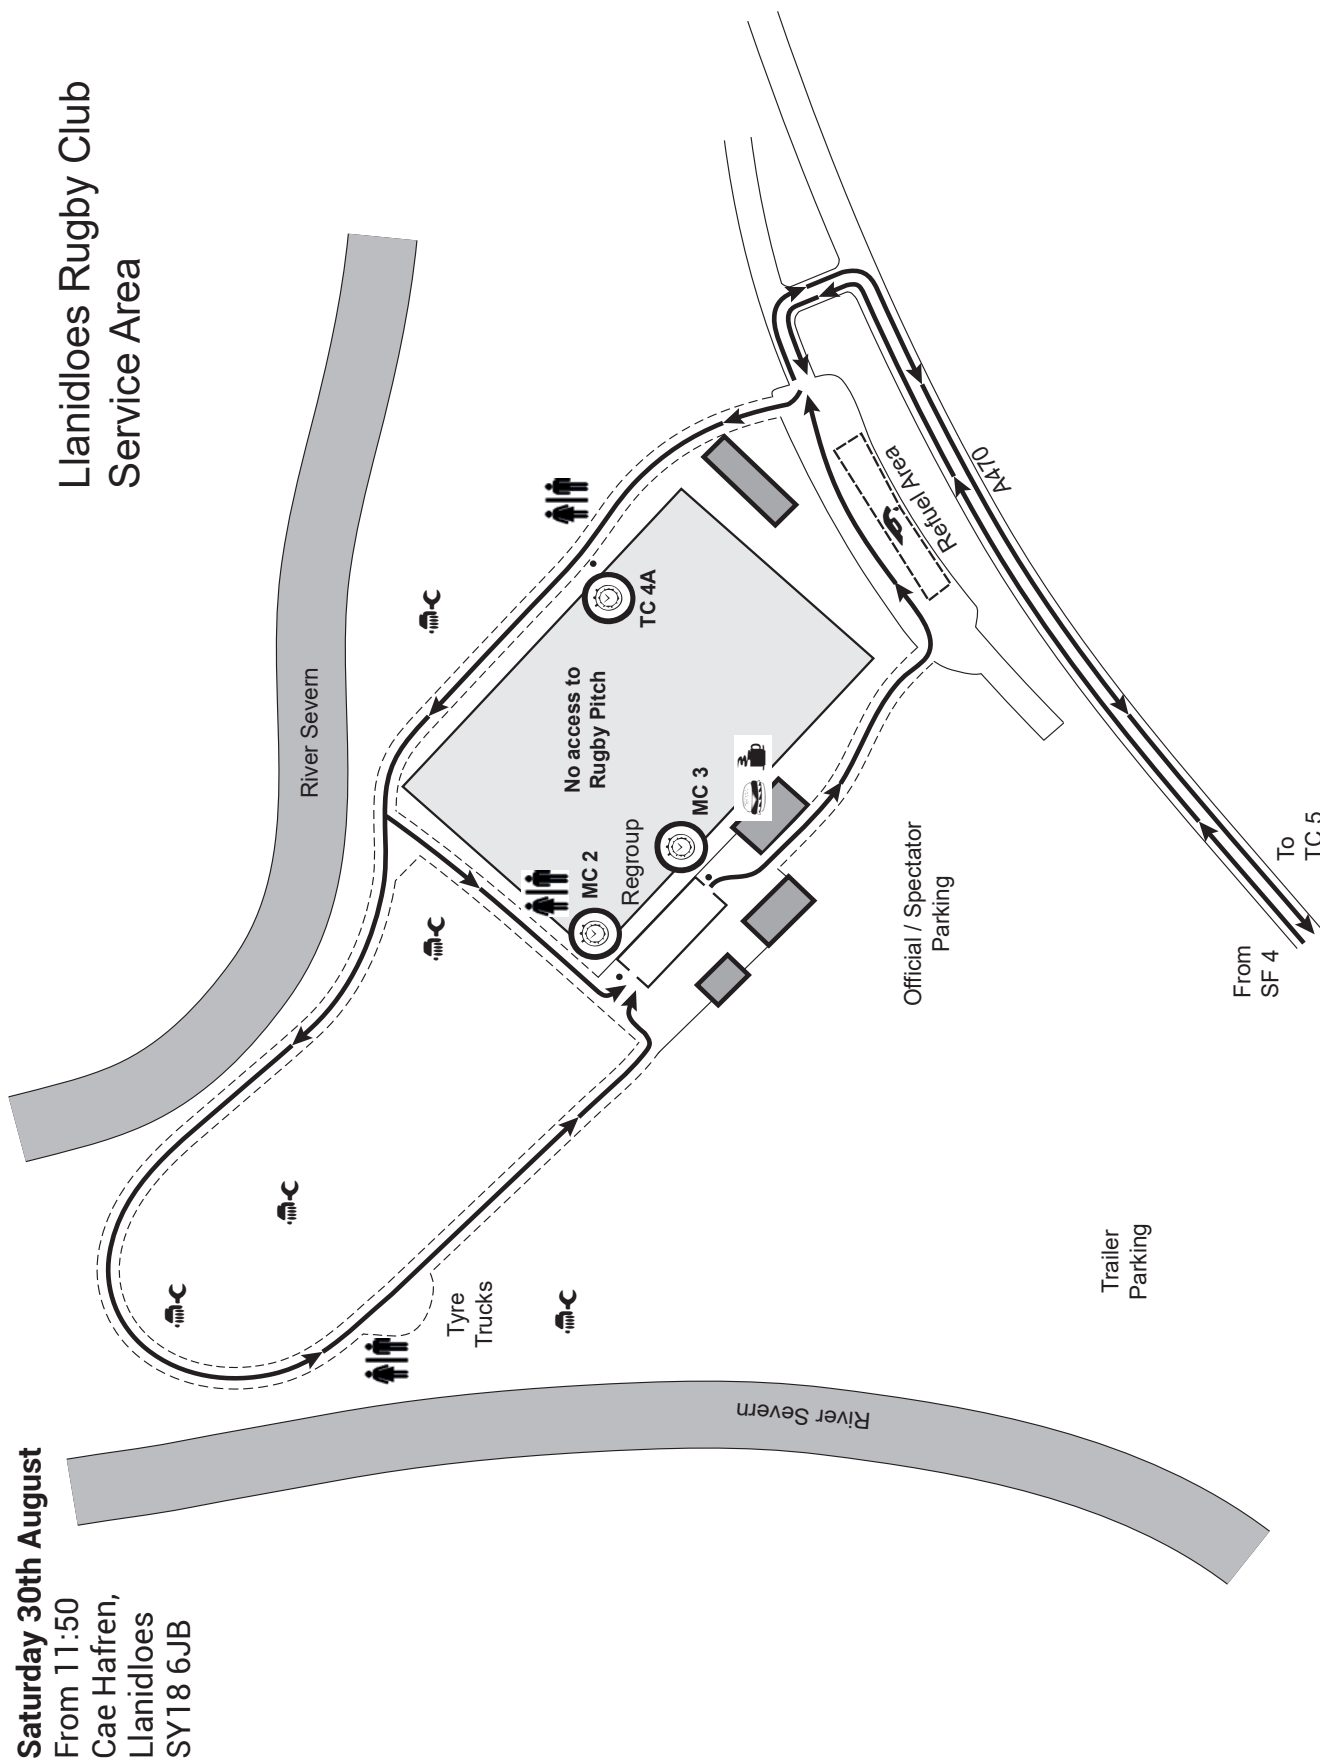 Saturday 30th August
From 11:50
Cae Hafren,
Llanidloes
SY18 6JB
Llanidloes Rugby Club
Service Area
River Severn
TC 4A
No access to
Rugby Pitch
MC 2
Regroup
MC 3
Refuel Area
A470
Tyre
Trucks
Official / Spectator
Parking
Trailer
Parking
River Severn
From
SF 4
To
TC 5